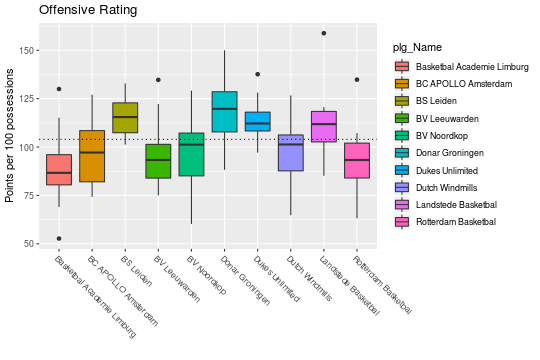 Offensive Rating
Points per 100 possessions
150
125
100
75
50
Basketbal Academie Limburg
BC APOLLO Amsterdam
BS Leiden
BV Leeuwarden
BV Noordkop
Donar Groningen
Dukes Unlimited
Dutch Windmills
Landstede Basketbal
Rotterdam Basketbal
plg_Name
Basketbal Academie Limburg
BC APOLLO Amsterdam
BS Leiden
BV Leeuwarden
BV Noordkop
Donar Groningen
Dukes Unlimited
Dutch Windmills
Landstede Basketbal
Rotterdam Basketbal